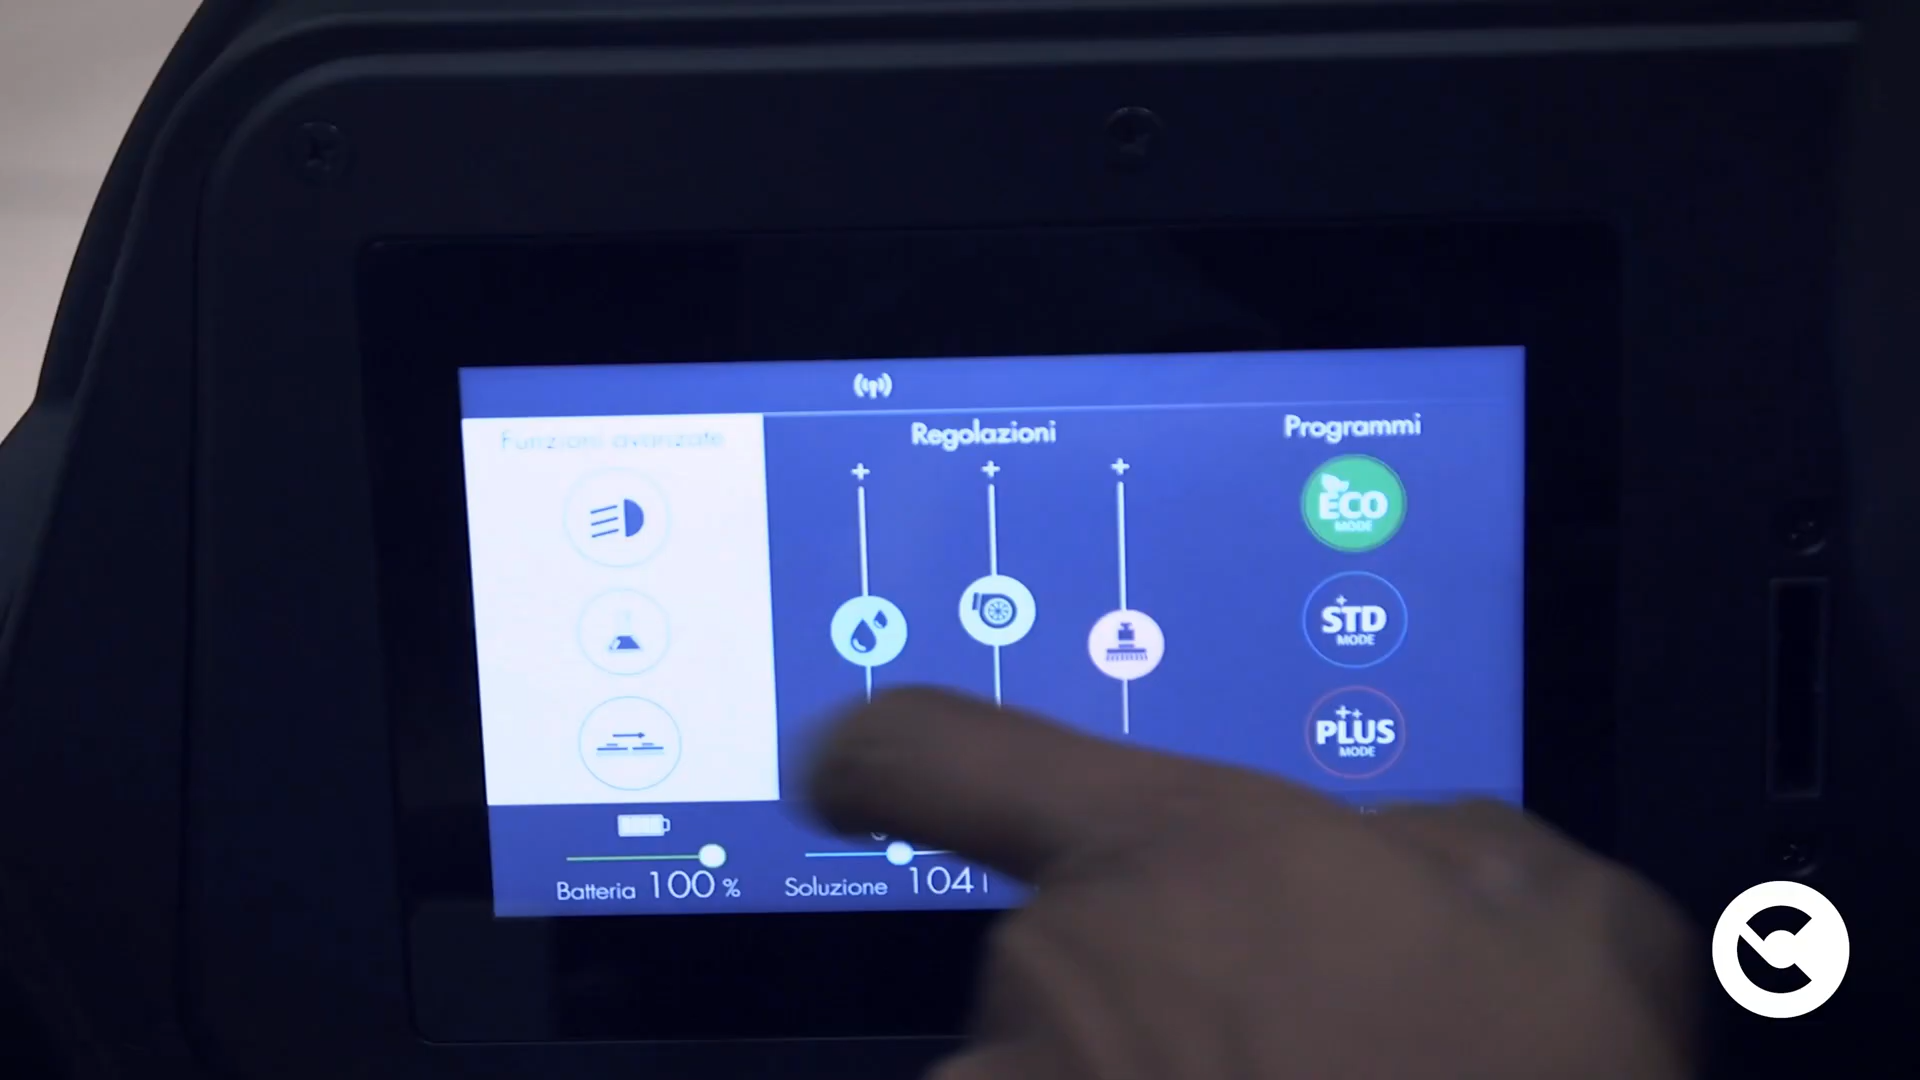 Funzioni avanzate
Regolazioni
Programmi
+ + +
ECO
MODE
+
STD
MODE
++
PLUS
MODE
Batteria 100 %
Soluzione 104 l